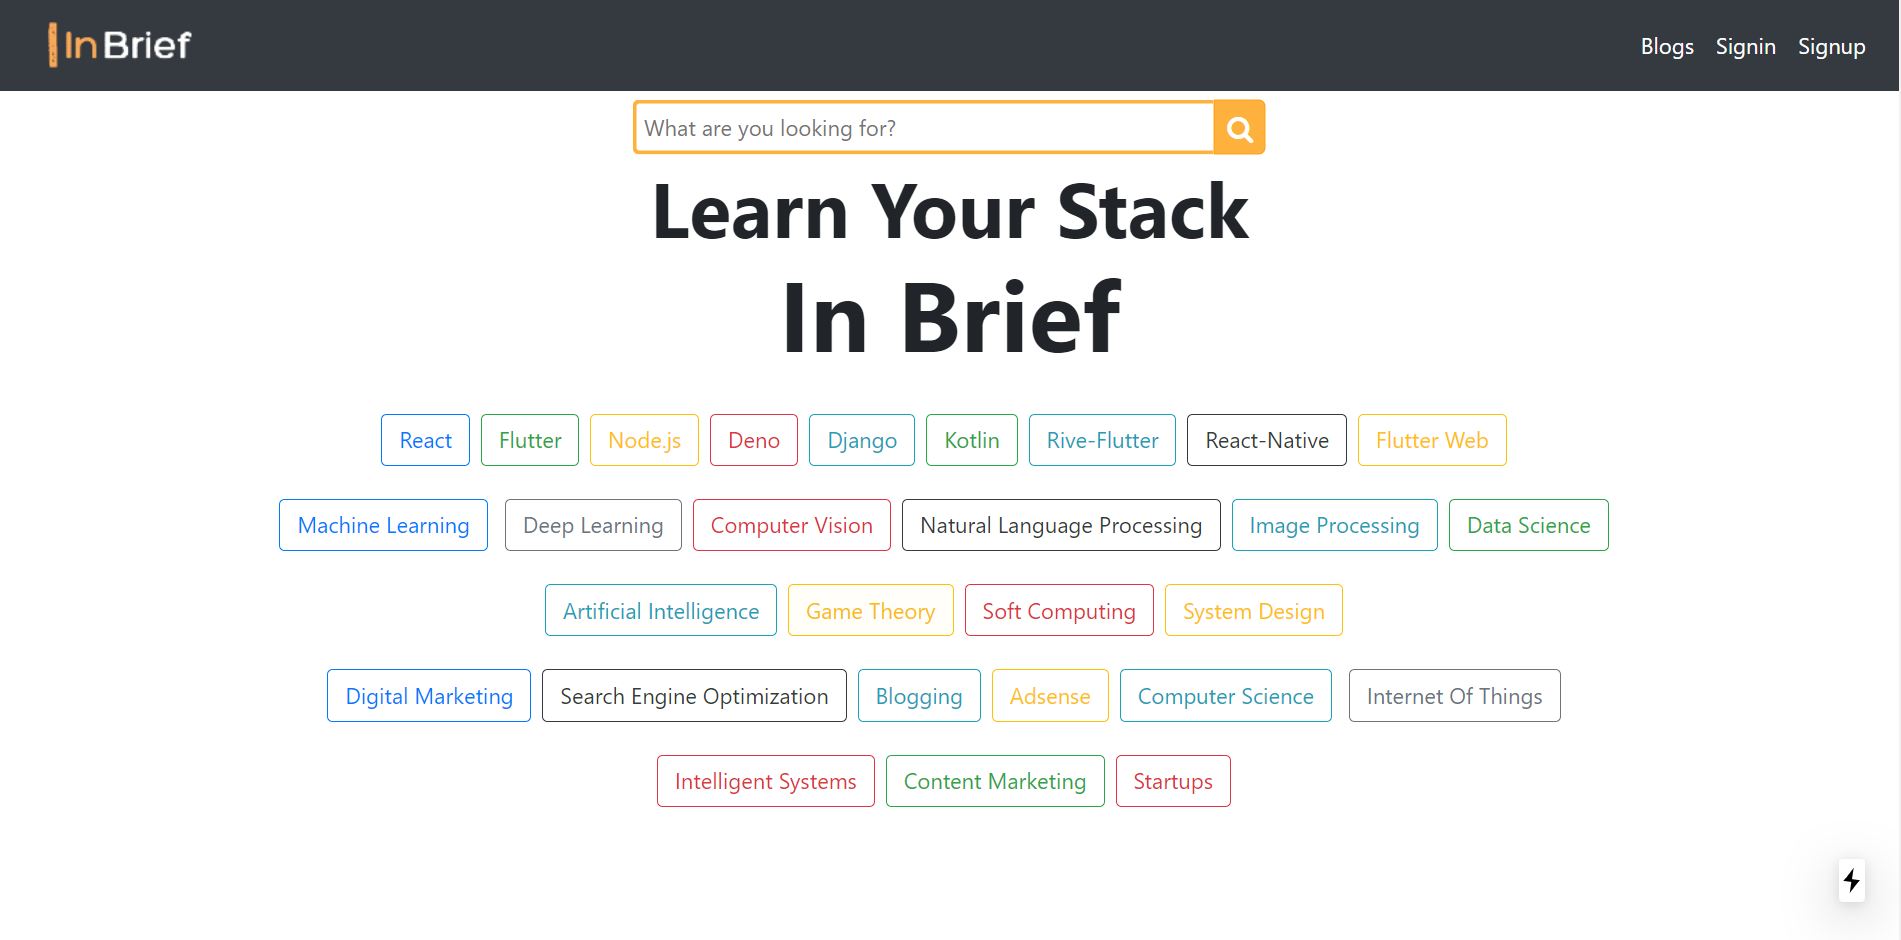 In Brief
Blogs Signin Signup
What are you looking for?
Learn Your Stack
In Brief
React Flutter Node.js Deno Django Kotlin Rive-Flutter React-Native Flutter Web
Machine Learning Deep Learning Computer Vision Natural Language Processing Image Processing Data Science
Artificial Intelligence Game Theory Soft Computing System Design
Digital Marketing Search Engine Optimization Blogging Adsense Computer Science Internet Of Things
Intelligent Systems Content Marketing Startups